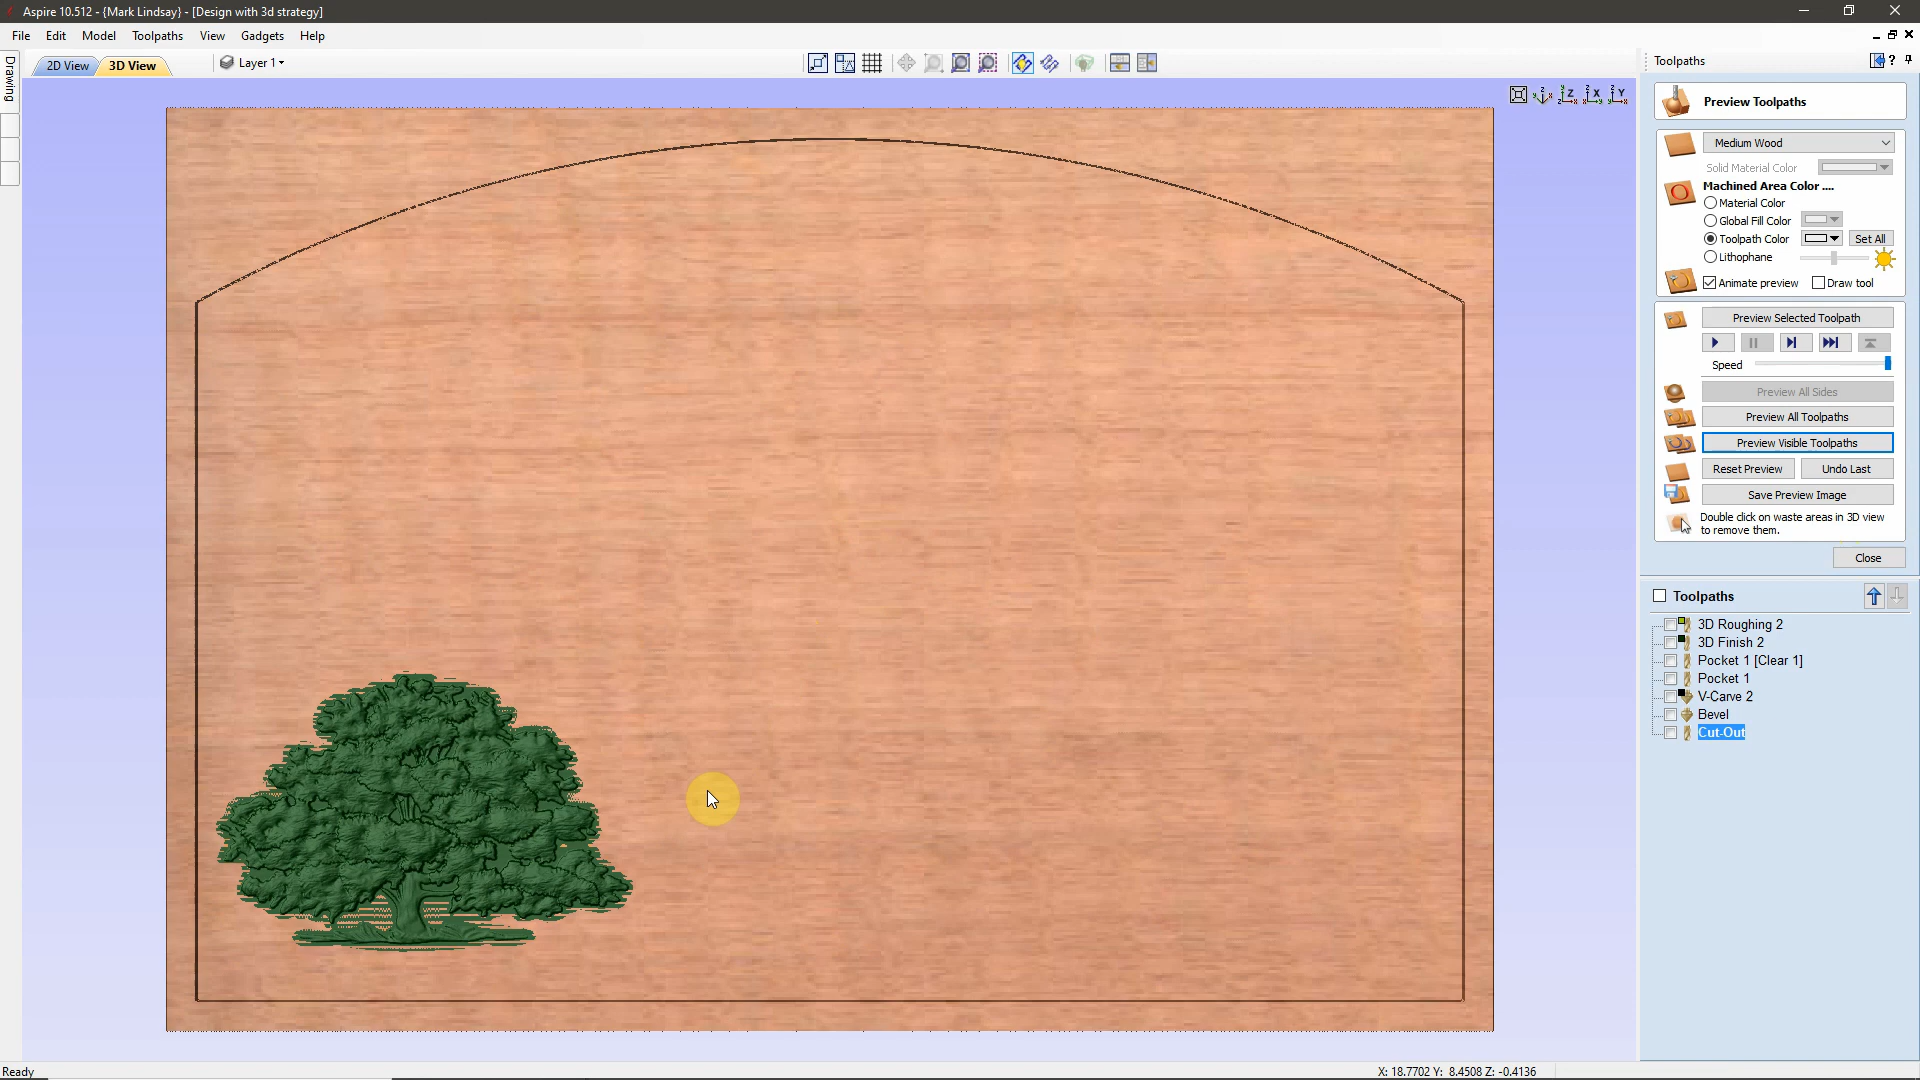 Aspire 10.512 - {Mark Lindsay} - [Design with 3d strategy]
File Edit Model Toolpaths View Gadgets Help
Drawing
2D View 3D View Layer 1
Toolpaths
Preview Toolpaths
Medium Wood
Solid Material Color
Machined Area Color ....
Material Color
Global Fill Color
Toolpath Color Set All
Lithophane
Animate preview Draw tool
Preview Selected Toolpath
Speed
Preview All Sides
Preview All Toolpaths
Preview Visible Toolpaths
Reset Preview Undo Last
Save Preview Image
Double click on waste areas in 3D view
to remove them.
Close
Toolpaths
3D Roughing 2
3D Finish 2
Pocket 1 [Clear 1]
Pocket 1
V-Carve 2
Bevel
Cut-Out
Ready X: 18.7702 Y: 8.4508 Z: -0.4136